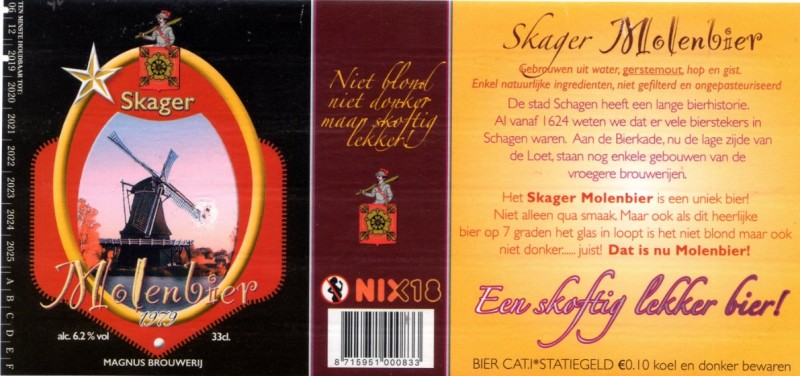 TEN MINSTE HOUDBAAR TOT:
06 12 2019 2020 2021 2022 2023 2024 2025 A B C D E F
Skager
Molenbier
1979
alc. 6.2 % vol 33cl.
MAGNUS BROUWERIJ
Niet blond
niet donker
maar skoftig
lekker!
NIX18
8 715951 000833
Skager Molenbier
Gebrouwen uit water, gerstemout, hop en gist.
Enkel natuurlijke ingredienten, niet gefilterd en ongepasteuriseerd
De stad Schagen heeft een lange bierhistorie.
Al vanaf 1624 weten we dat er vele bierstekers in
Schagen waren. Aan de Bierkade, nu de lage zijde van
de Loet, staan nog enkele gebouwen van de
vroegere brouwerijen.
Het Skager Molenbier is een uniek bier!
Niet alleen qua smaak. Maar ook als dit heerlijke
bier op 7 graden het glas in loopt is het niet blond maar ook
niet donker..... juist! Dat is nu Molenbier!
Een skoftig lekker bier!
BIER CAT.I*STATIEGELD €0.10 koel en donker bewaren